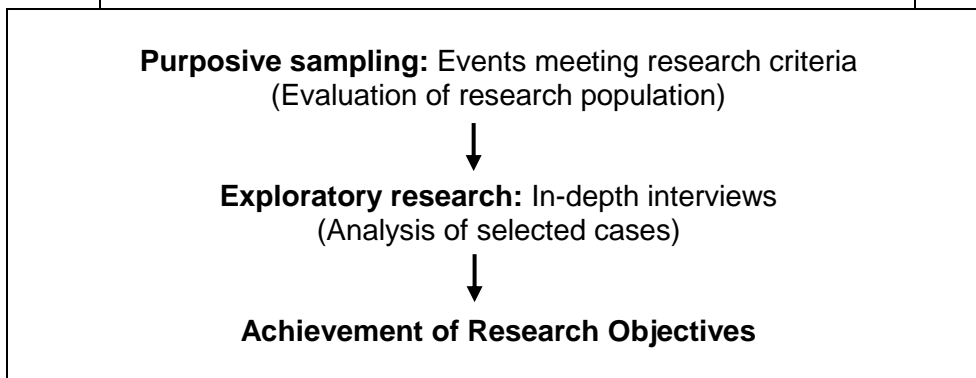 Purposive sampling: Events meeting research criteria
(Evaluation of research population)
Exploratory research: In-depth interviews
(Analysis of selected cases)
Achievement of Research Objectives